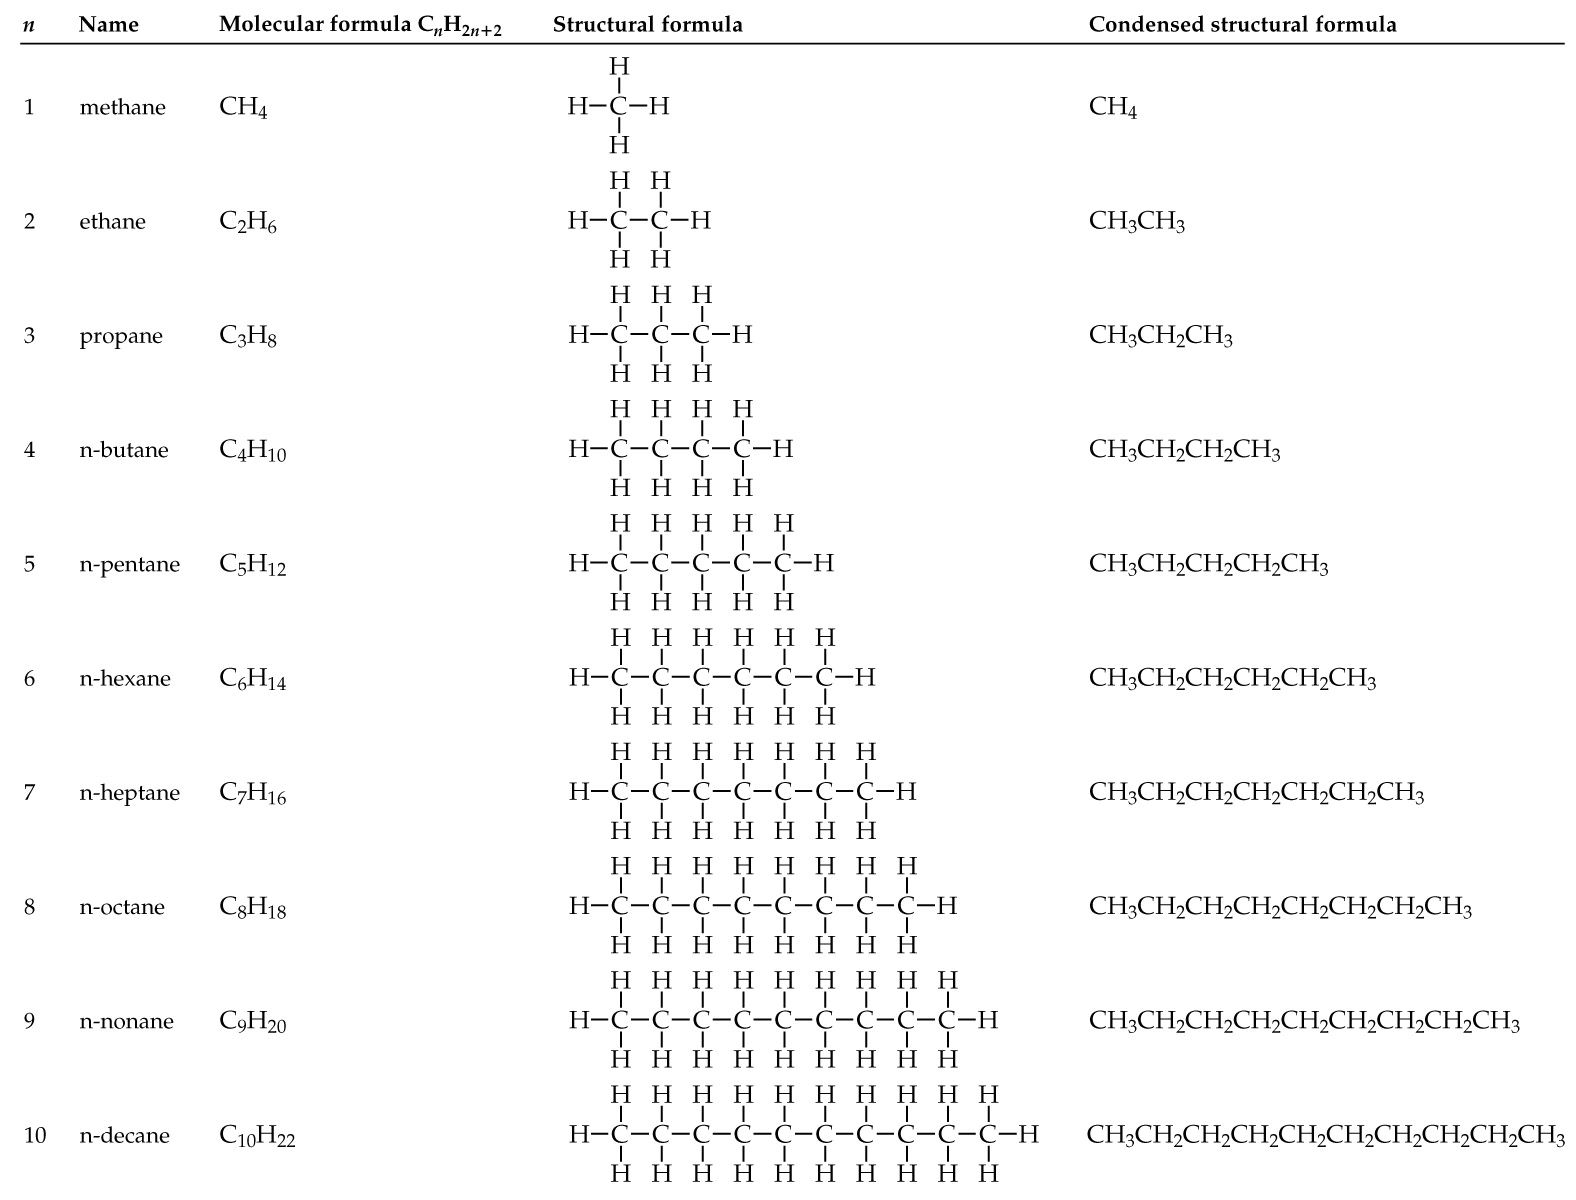 n Name Molecular formula CₙH₂ₙ₊₂ Structural formula Condensed structural formula
H
1 methane CH₄ H–C–H CH₄
H
H H
2 ethane C₂H₆ H–C–C–H CH₃CH₃
H H
H H H
3 propane C₃H₈ H–C–C–C–H CH₃CH₂CH₃
H H H
H H H H
4 n-butane C₄H₁₀ H–C–C–C–C–H CH₃CH₂CH₂CH₃
H H H H
H H H H H
5 n-pentane C₅H₁₂ H–C–C–C–C–C–H CH₃CH₂CH₂CH₂CH₃
H H H H H
H H H H H H
6 n-hexane C₆H₁₄ H–C–C–C–C–C–C–H CH₃CH₂CH₂CH₂CH₂CH₃
H H H H H H
H H H H H H H
7 n-heptane C₇H₁₆ H–C–C–C–C–C–C–C–H CH₃CH₂CH₂CH₂CH₂CH₂CH₃
H H H H H H H
H H H H H H H H
8 n-octane C₈H₁₈ H–C–C–C–C–C–C–C–C–H CH₃CH₂CH₂CH₂CH₂CH₂CH₂CH₃
H H H H H H H H
H H H H H H H H H
9 n-nonane C₉H₂₀ H–C–C–C–C–C–C–C–C–C–H CH₃CH₂CH₂CH₂CH₂CH₂CH₂CH₂CH₃
H H H H H H H H H
H H H H H H H H H H
10 n-decane C₁₀H₂₂ H–C–C–C–C–C–C–C–C–C–C–H CH₃CH₂CH₂CH₂CH₂CH₂CH₂CH₂CH₂CH₃
H H H H H H H H H H